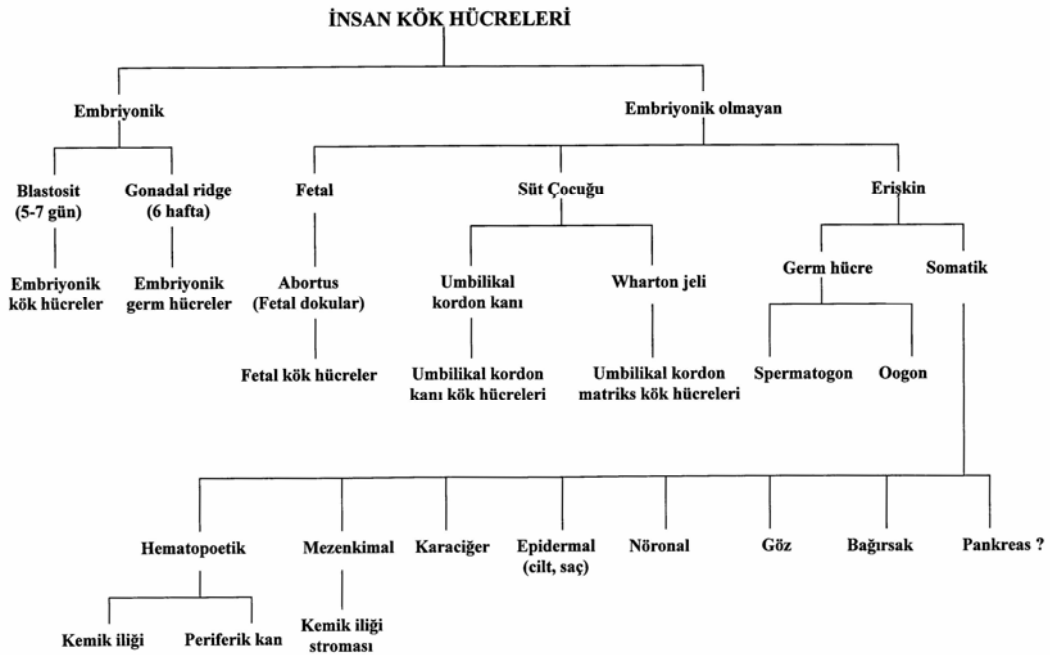 İNSAN KÖK HÜCRELERİ
Embriyonik
Embriyonik olmayan
Blastosit
(5-7 gün)
Gonadal ridge
(6 hafta)
Fetal
Süt Çocuğu
Erişkin
Embriyonik
kök hücreler
Embriyonik
germ hücreler
Abortus
(Fetal dokular)
Umbilikal
kordon kanı
Wharton jeli
Germ hücre
Somatik
Fetal kök hücreler
Umbilikal kordon
kanı kök hücreleri
Umbilikal kordon
matriks kök hücreleri
Spermatogon
Oogon
Hematopoetik
Mezenkimal
Karaciğer
Epidermal
(cilt, saç)
Nöronal
Göz
Bağırsak
Pankreas ?
Kemik iliği
Periferik kan
Kemik iliği
stroması